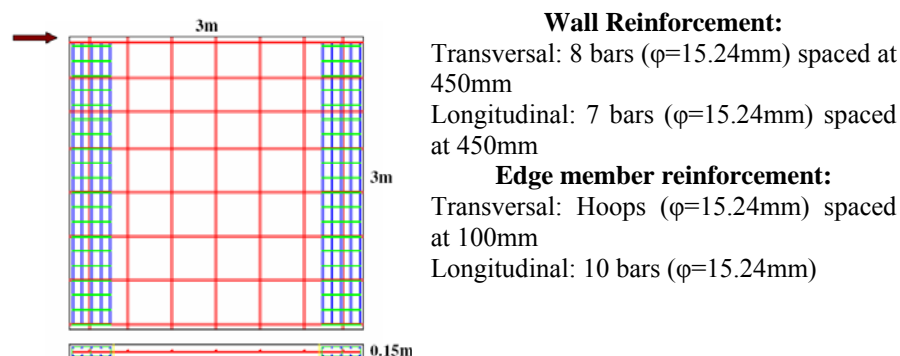 3m
3m
0.15m
Wall Reinforcement:
Transversal: 8 bars (φ=15.24mm) spaced at
450mm
Longitudinal: 7 bars (φ=15.24mm) spaced
at 450mm
Edge member reinforcement:
Transversal: Hoops (φ=15.24mm) spaced
at 100mm
Longitudinal: 10 bars (φ=15.24mm)